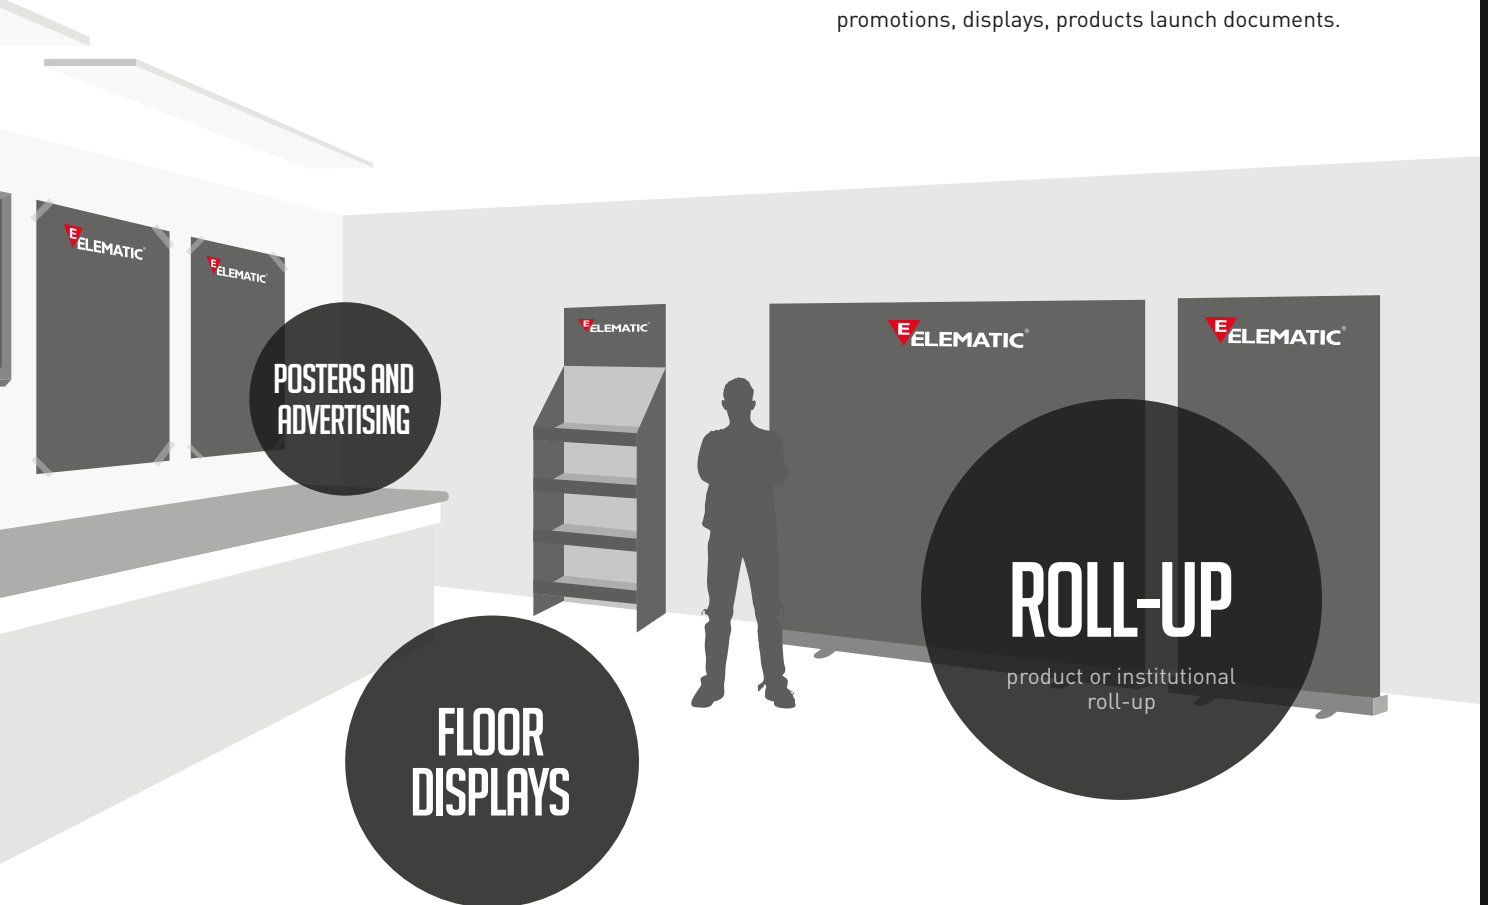 promotions, displays, products launch documents.
E ELEMATIC®
E ELEMATIC®
E ELEMATIC®
E ELEMATIC®
E ELEMATIC®
POSTERS AND
ADVERTISING
ROLL-UP
product or institutional
roll-up
FLOOR
DISPLAYS